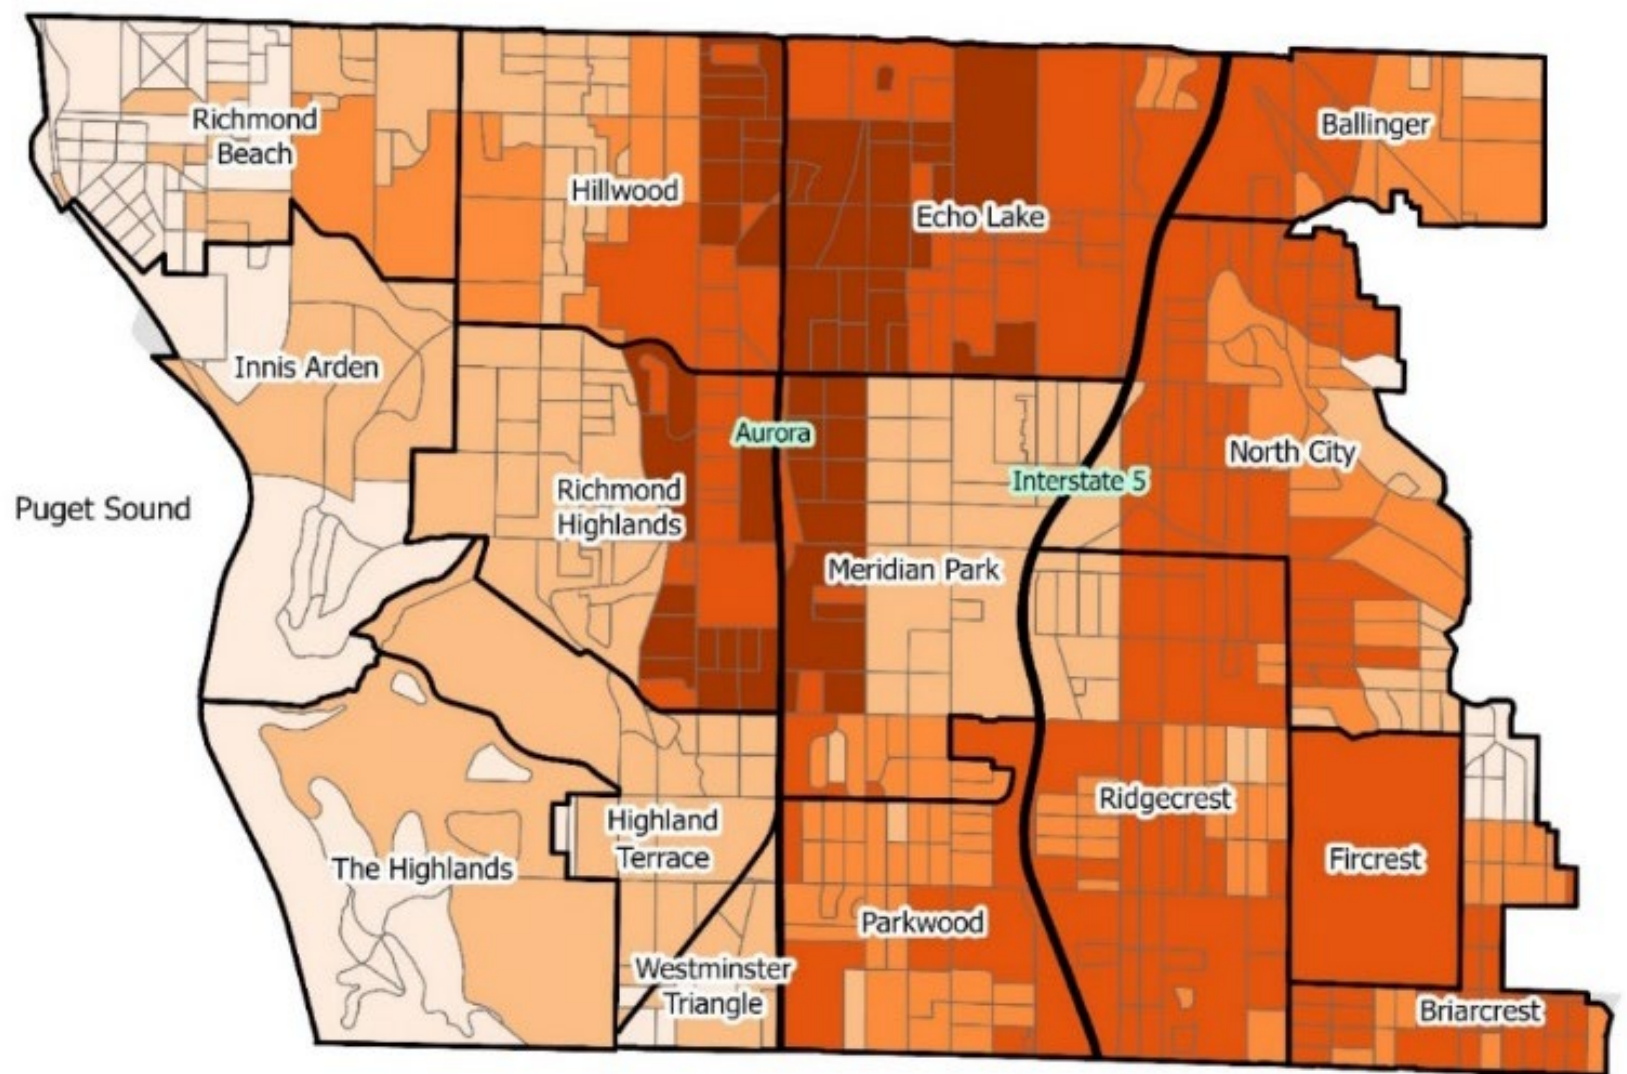 Richmond
Beach
Ballinger
Hillwood
Echo Lake
Innis Arden
Aurora
North City
Interstate 5
Richmond
Highlands
Puget Sound
Meridian Park
Ridgecrest
Highland
Terrace
Fircrest
The Highlands
Parkwood
Westminster
Triangle
Briarcrest